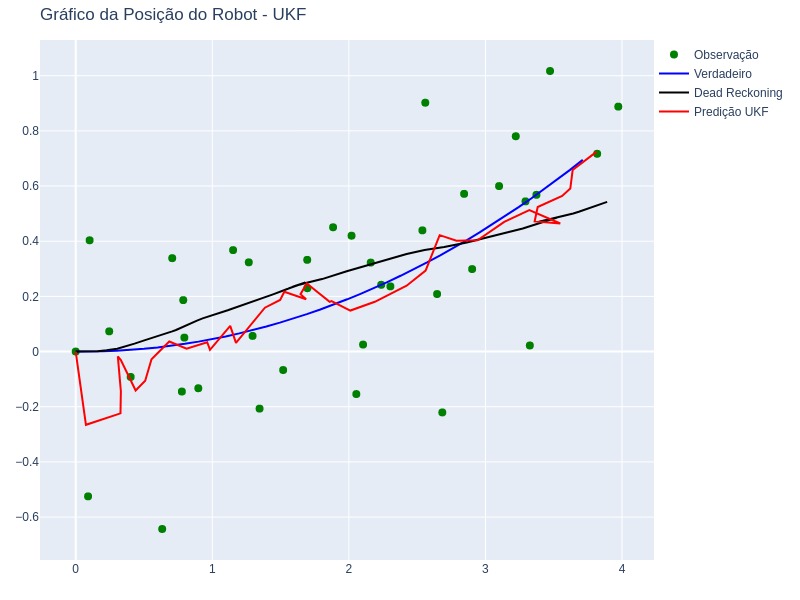 Gráfico da Posição do Robot - UKF
Observação
Verdadeiro
Dead Reckoning
Predição UKF
1
0.8
0.6
0.4
0.2
0
−0.2
−0.4
−0.6
0 1 2 3 4